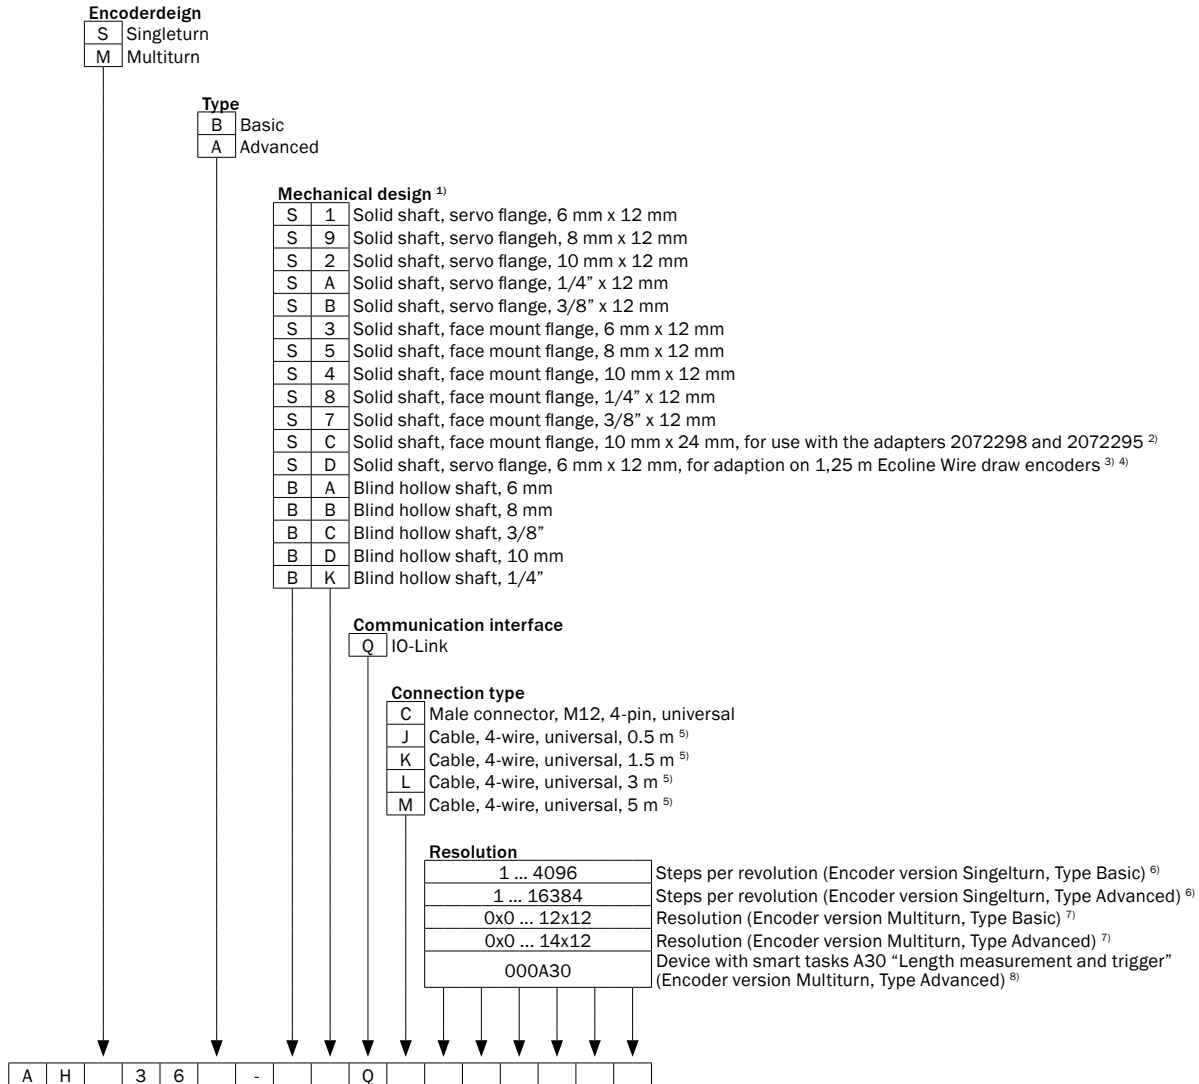 Encoderdeign
S Singleturn
M Multiturn
Type
B Basic
A Advanced
Mechanical design 1)
S 1 Solid shaft, servo flange, 6 mm x 12 mm
S 9 Solid shaft, servo flangeh, 8 mm x 12 mm
S 2 Solid shaft, servo flange, 10 mm x 12 mm
S A Solid shaft, servo flange, 1/4” x 12 mm
S B Solid shaft, servo flange, 3/8” x 12 mm
S 3 Solid shaft, face mount flange, 6 mm x 12 mm
S 5 Solid shaft, face mount flange, 8 mm x 12 mm
S 4 Solid shaft, face mount flange, 10 mm x 12 mm
S 8 Solid shaft, face mount flange, 1/4” x 12 mm
S 7 Solid shaft, face mount flange, 3/8” x 12 mm
S C Solid shaft, face mount flange, 10 mm x 24 mm, for use with the adapters 2072298 and 2072295 2)
S D Solid shaft, servo flange, 6 mm x 12 mm, for adaption on 1,25 m Ecoline Wire draw encoders 3) 4)
B A Blind hollow shaft, 6 mm
B B Blind hollow shaft, 8 mm
B C Blind hollow shaft, 3/8”
B D Blind hollow shaft, 10 mm
B K Blind hollow shaft, 1/4”
Communication interface
Q IO-Link
Connection type
C Male connector, M12, 4-pin, universal
J Cable, 4-wire, universal, 0.5 m 5)
K Cable, 4-wire, universal, 1.5 m 5)
L Cable, 4-wire, universal, 3 m 5)
M Cable, 4-wire, universal, 5 m 5)
Resolution
1 ... 4096 Steps per revolution (Encoder version Singelturn, Type Basic) 6)
1 ... 16384 Steps per revolution (Encoder version Singelturn, Type Advanced) 6)
0x0 ... 12x12 Resolution (Encoder version Multiturn, Type Basic) 7)
0x0 ... 14x12 Resolution (Encoder version Multiturn, Type Advanced) 7)
000A30 Device with smart tasks A30 “Length measurement and trigger”
(Encoder version Multiturn, Type Advanced) 8)
A H 3 6 - Q